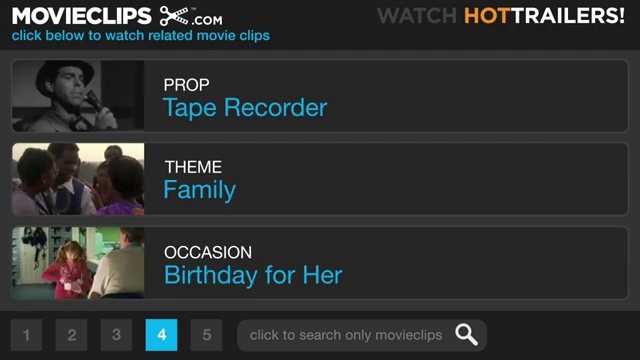 MOVIECLIPS.COM™
WATCH HOTTRAILERS!
click below to watch related movie clips
PROP
Tape Recorder
THEME
Family
OCCASION
Birthday for Her
1 2 3 4 5
click to search only movieclips